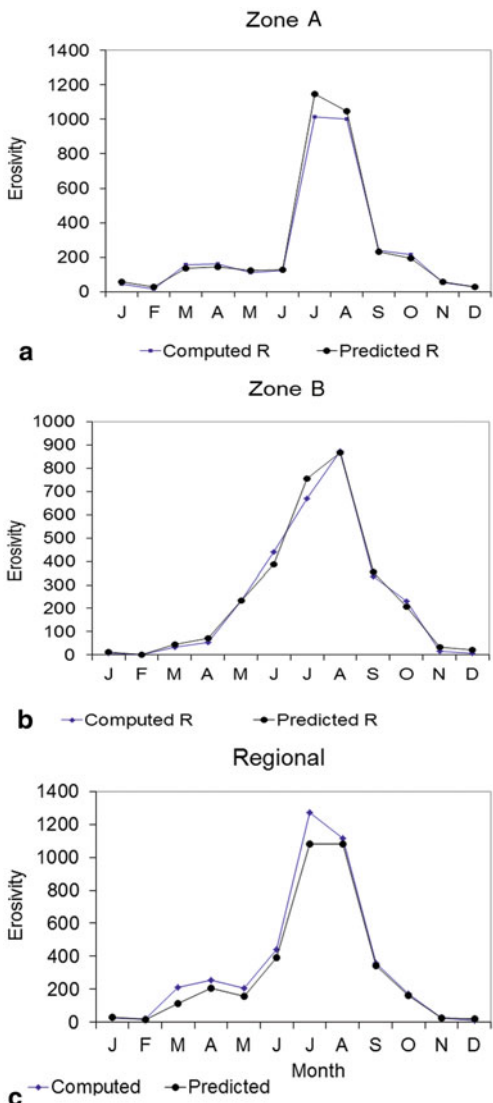 Zone A
1400
1200
1000
800
600
400
200
0
Erosivity
J F M A M J J A S O N D
a
Computed R Predicted R
Zone B
1000
900
800
700
600
500
400
300
200
100
0
Erosivity
J F M A M J J A S O N D
b Computed R Predicted R
Regional
1400
1200
1000
800
600
400
200
0
Erosivity
J F M A M J J A S O N D
Month
c Computed Predicted